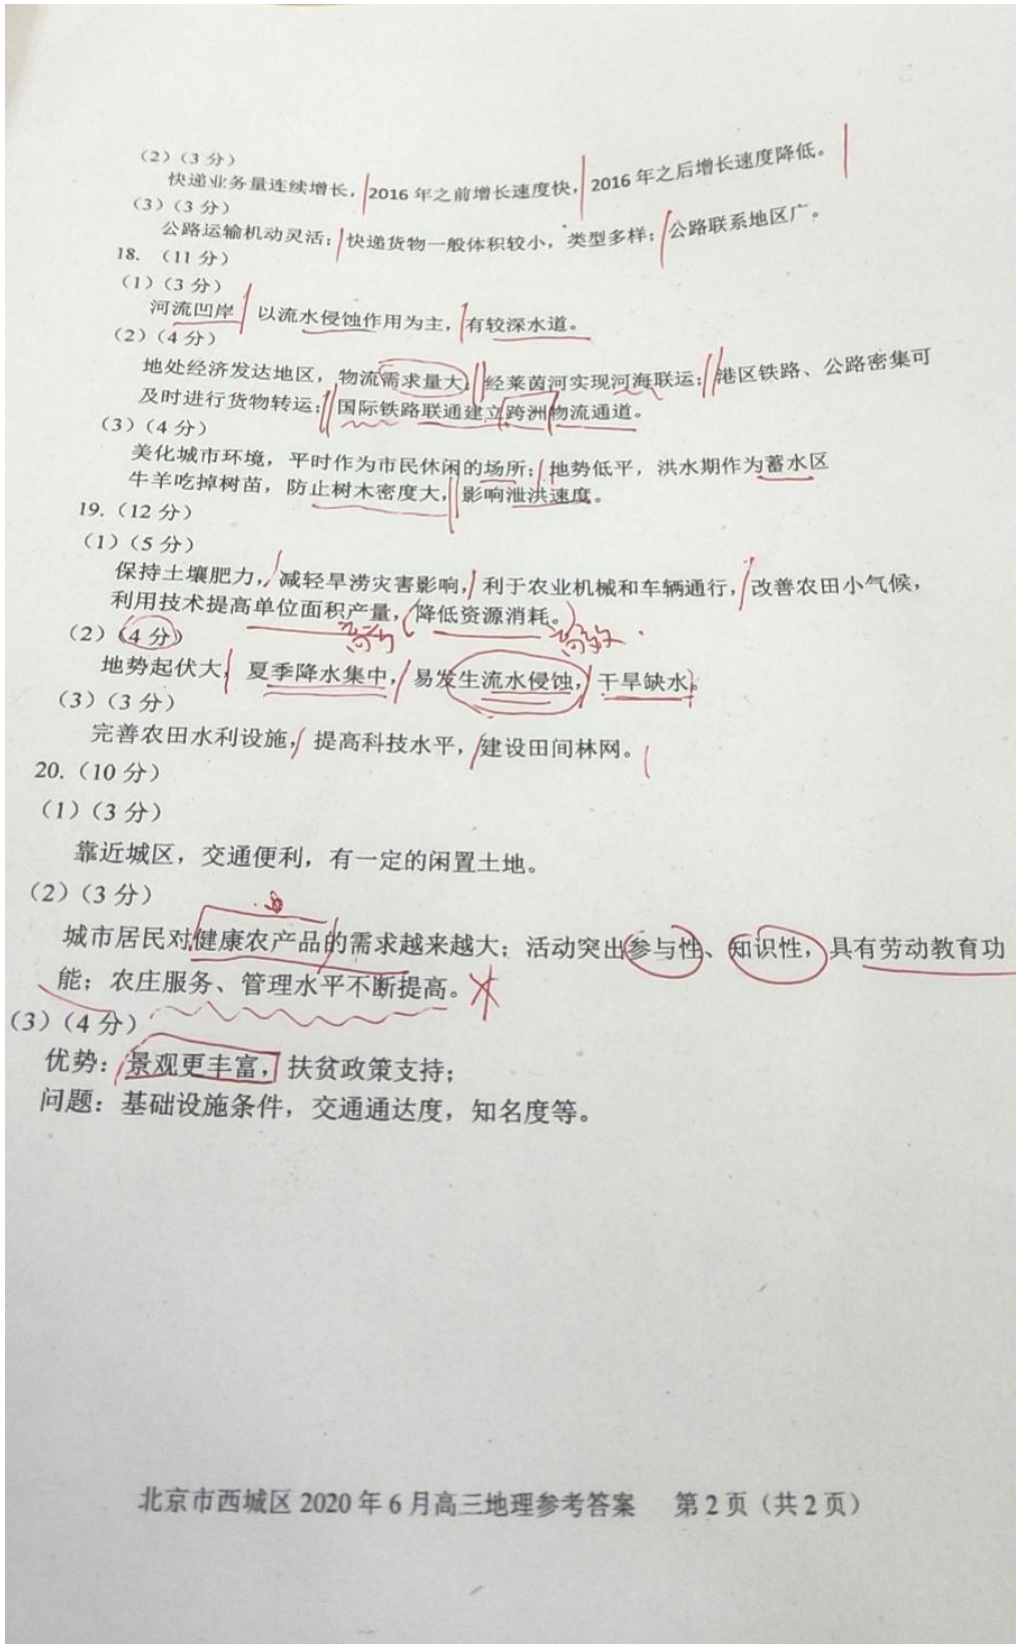 （2）（3 分）
快递业务量连续增长，2016 年之前增长速度快，2016 年之后增长速度降低。
（3）（3 分）
公路运输机动灵活；快递货物一般体积较小，类型多样；公路联系地区广。
18. （11 分）
（1）（3 分）
河流凹岸 以流水侵蚀作用为主，有较深水道。
（2）（4 分）
地处经济发达地区，物流需求量大；经莱茵河实现河海联运；港区铁路、公路密集可
及时进行货物转运；国际铁路联通建立跨洲物流通道。
（3）（4 分）
美化城市环境，平时作为市民休闲的场所；地势低平，洪水期作为蓄水区
牛羊吃掉树苗，防止树木密度大，影响泄洪速度。
19.（12 分）
（1）（5 分）
保持土壤肥力，减轻旱涝灾害影响，利于农业机械和车辆通行，改善农田小气候，
利用技术提高单位面积产量，降低资源消耗。
高效
（2）（4 分）
地势起伏大，夏季降水集中，易发生流水侵蚀，干旱缺水。
（3）（3 分）
完善农田水利设施，提高科技水平，建设田间林网。
20.（10 分）
（1）（3 分）
靠近城区，交通便利，有一定的闲置土地。
（2）（3 分）
城市居民对健康农产品的需求越来越大；活动突出参与性、知识性，具有劳动教育功
能；农庄服务、管理水平不断提高。
（3）（4 分）
优势：景观更丰富，扶贫政策支持；
问题：基础设施条件，交通通达度，知名度等。
北京市西城区 2020 年 6 月高三地理参考答案 第 2 页（共 2 页）